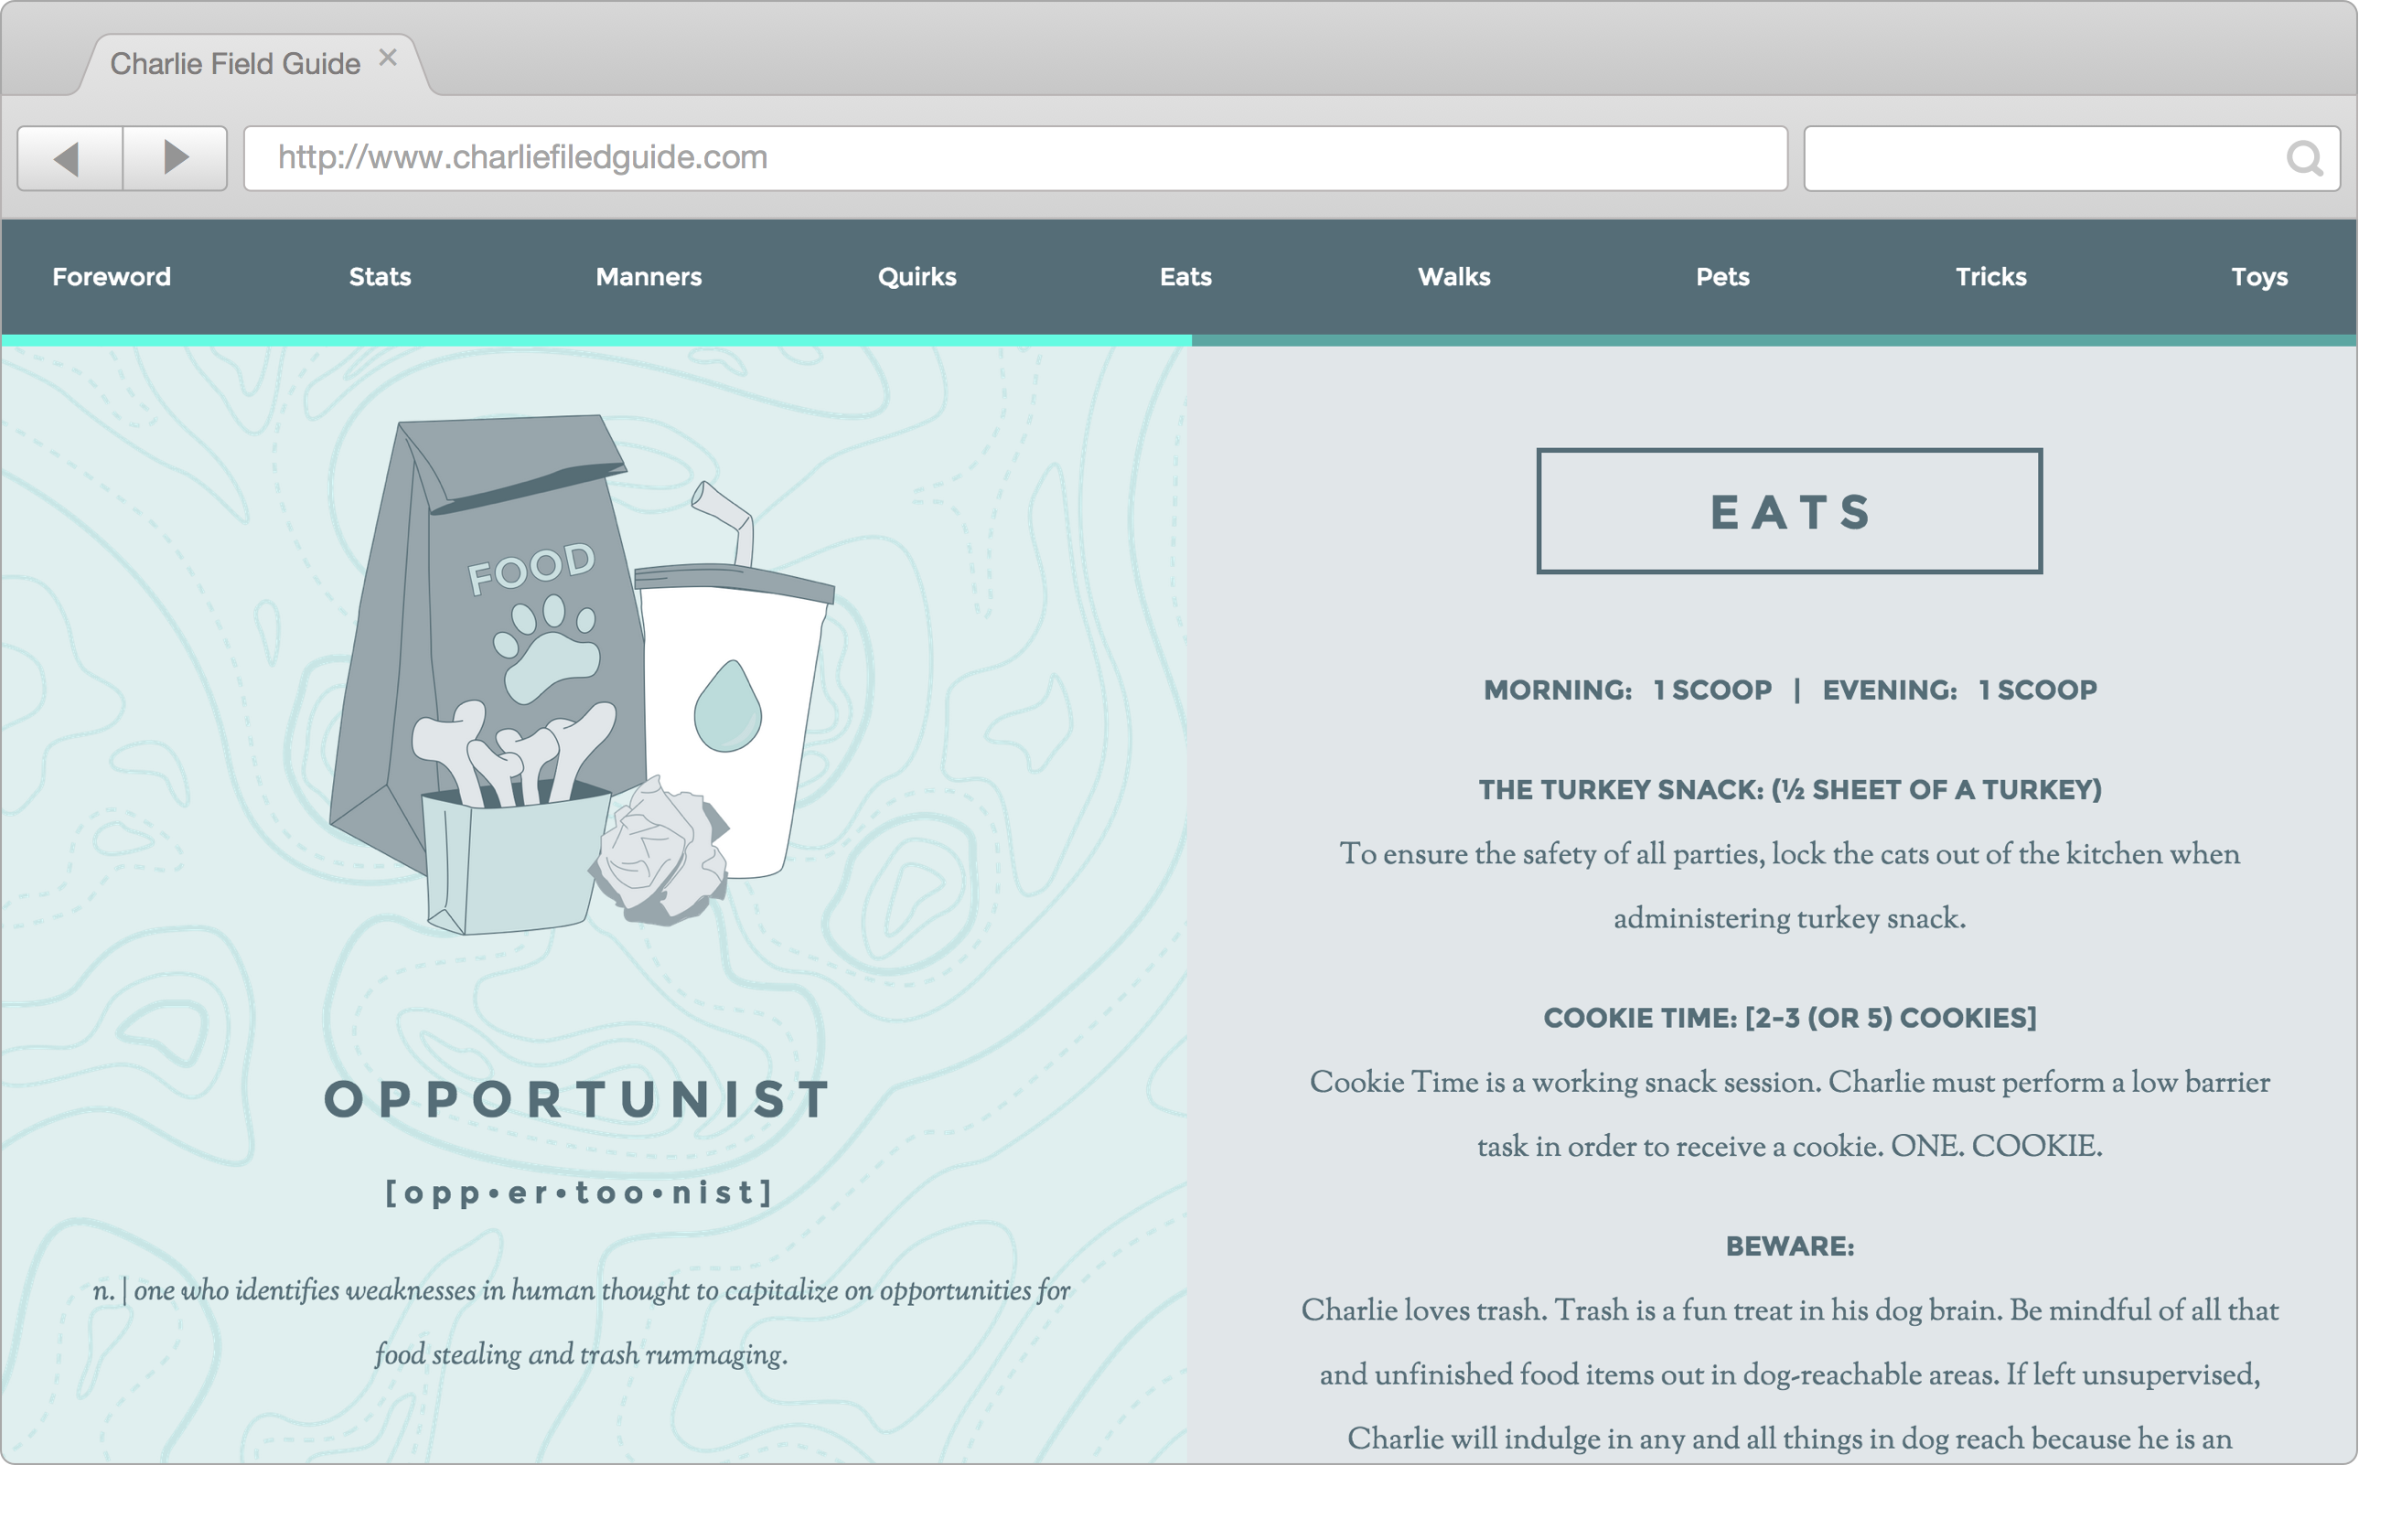 Charlie Field Guide
http://www.charliefiledguide.com
Foreword Stats Manners Quirks Eats Walks Pets Tricks Toys
FOOD
OPPORTUNIST
[opp•er•too•nist]
n. | one who identifies weaknesses in human thought to capitalize on opportunities for
food stealing and trash rummaging.
EATS
MORNING: 1 SCOOP | EVENING: 1 SCOOP
THE TURKEY SNACK: (½ SHEET OF A TURKEY)
To ensure the safety of all parties, lock the cats out of the kitchen when
administering turkey snack.
COOKIE TIME: [2-3 (OR 5) COOKIES]
Cookie Time is a working snack session. Charlie must perform a low barrier
task in order to receive a cookie. ONE. COOKIE.
BEWARE:
Charlie loves trash. Trash is a fun treat in his dog brain. Be mindful of all that
and unfinished food items out in dog-reachable areas. If left unsupervised,
Charlie will indulge in any and all things in dog reach because he is an